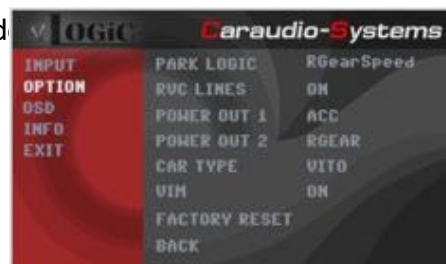 d
v LOGiC Caraudio-Systems
INPUT
OPTION
OSD
INFO
EXIT
PARK LOGIC RGearSpeed
RVC LINES ON
POWER OUT 1 ACC
POWER OUT 2 RGEAR
CAR TYPE VITO
VIM ON
FACTORY RESET
BACK